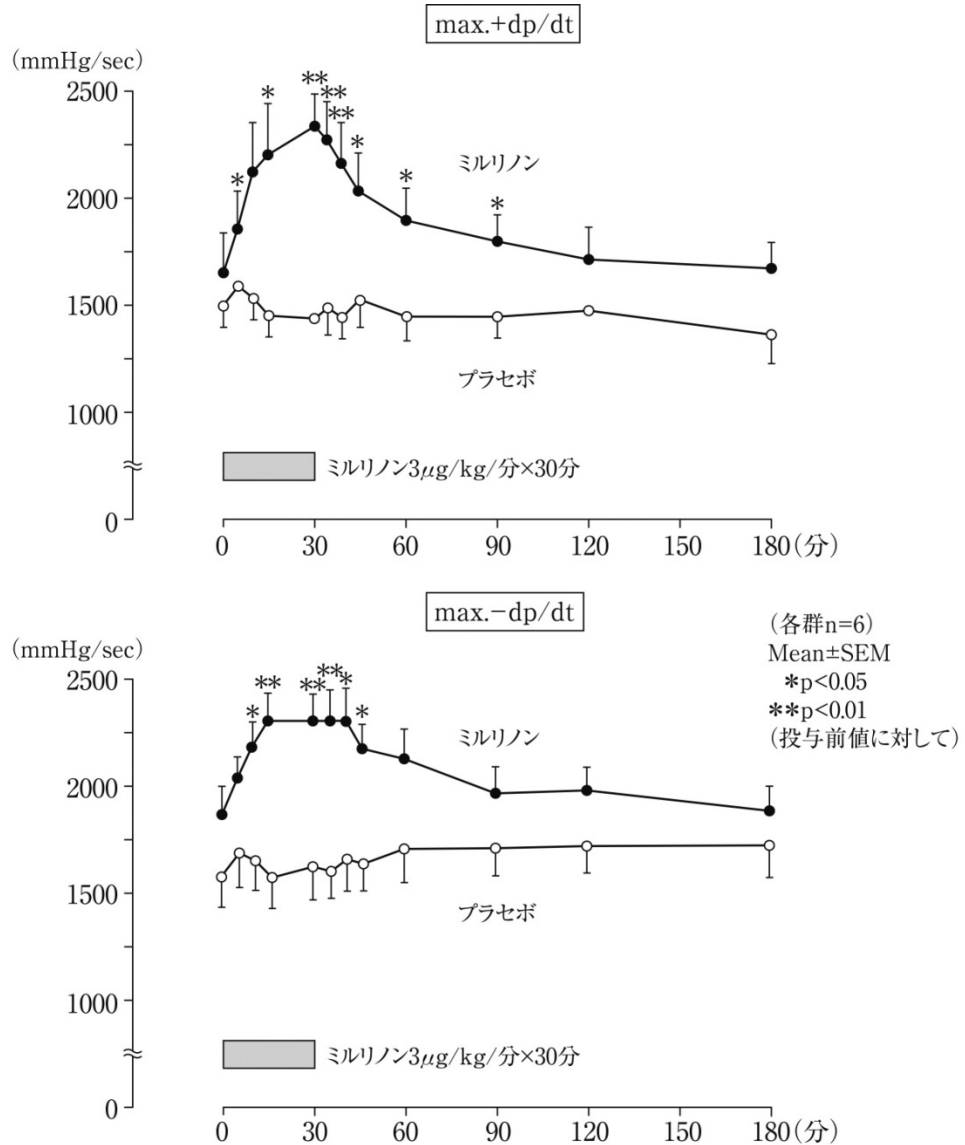 max.+dp/dt
(mmHg/sec)
2500
2000
1500
1000
0
*
*
**
**
**
*
*
*
ミルリノン
プラセボ
ミルリノン3μg/kg/分×30分
0 30 60 90 120 150 180(分)
max.−dp/dt
(mmHg/sec)
2500
2000
1500
1000
0
*
**
**
**
*
*
ミルリノン
プラセボ
ミルリノン3μg/kg/分×30分
0 30 60 90 120 150 180(分)
(各群n=6)
Mean±SEM
*p<0.05
**p<0.01
(投与前値に対して)